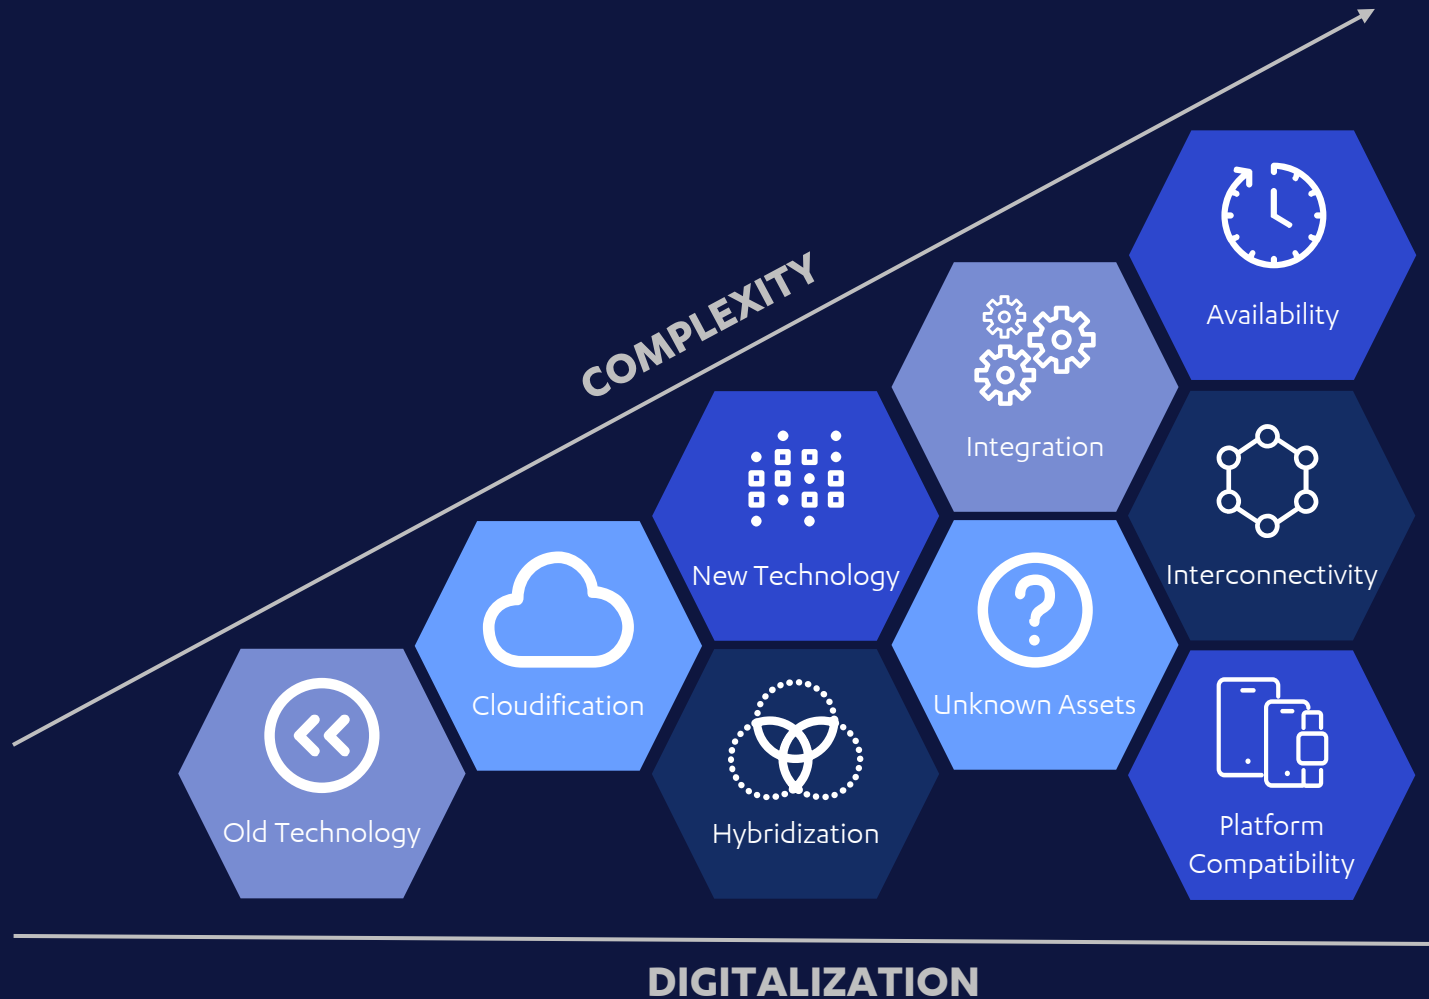 COMPLEXITY
Availability
Integration
Interconnectivity
New Technology
Unknown Assets
Cloudification
Platform
Compatibility
Hybridization
Old Technology
DIGITALIZATION